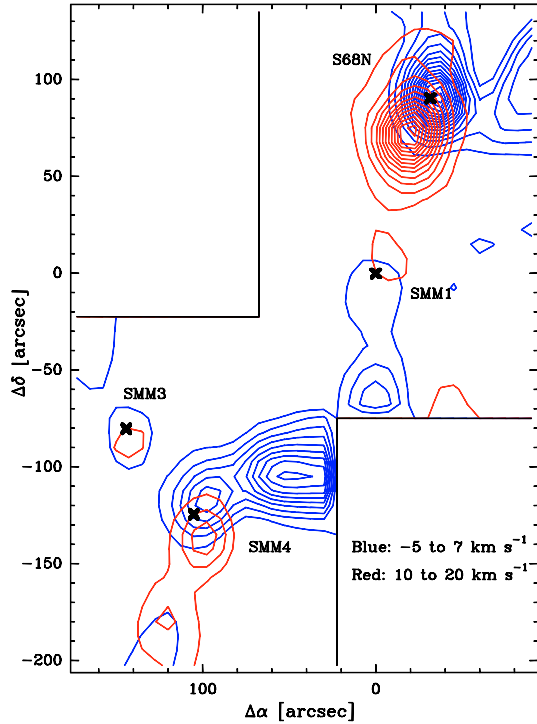 S68N
100
50
0
SMM1
−50
SMM3
Δδ [arcsec]
−100
SMM4
Blue: −5 to 7 km s⁻¹
Red: 10 to 20 km s⁻¹
−150
−200
100
0
Δα [arcsec]